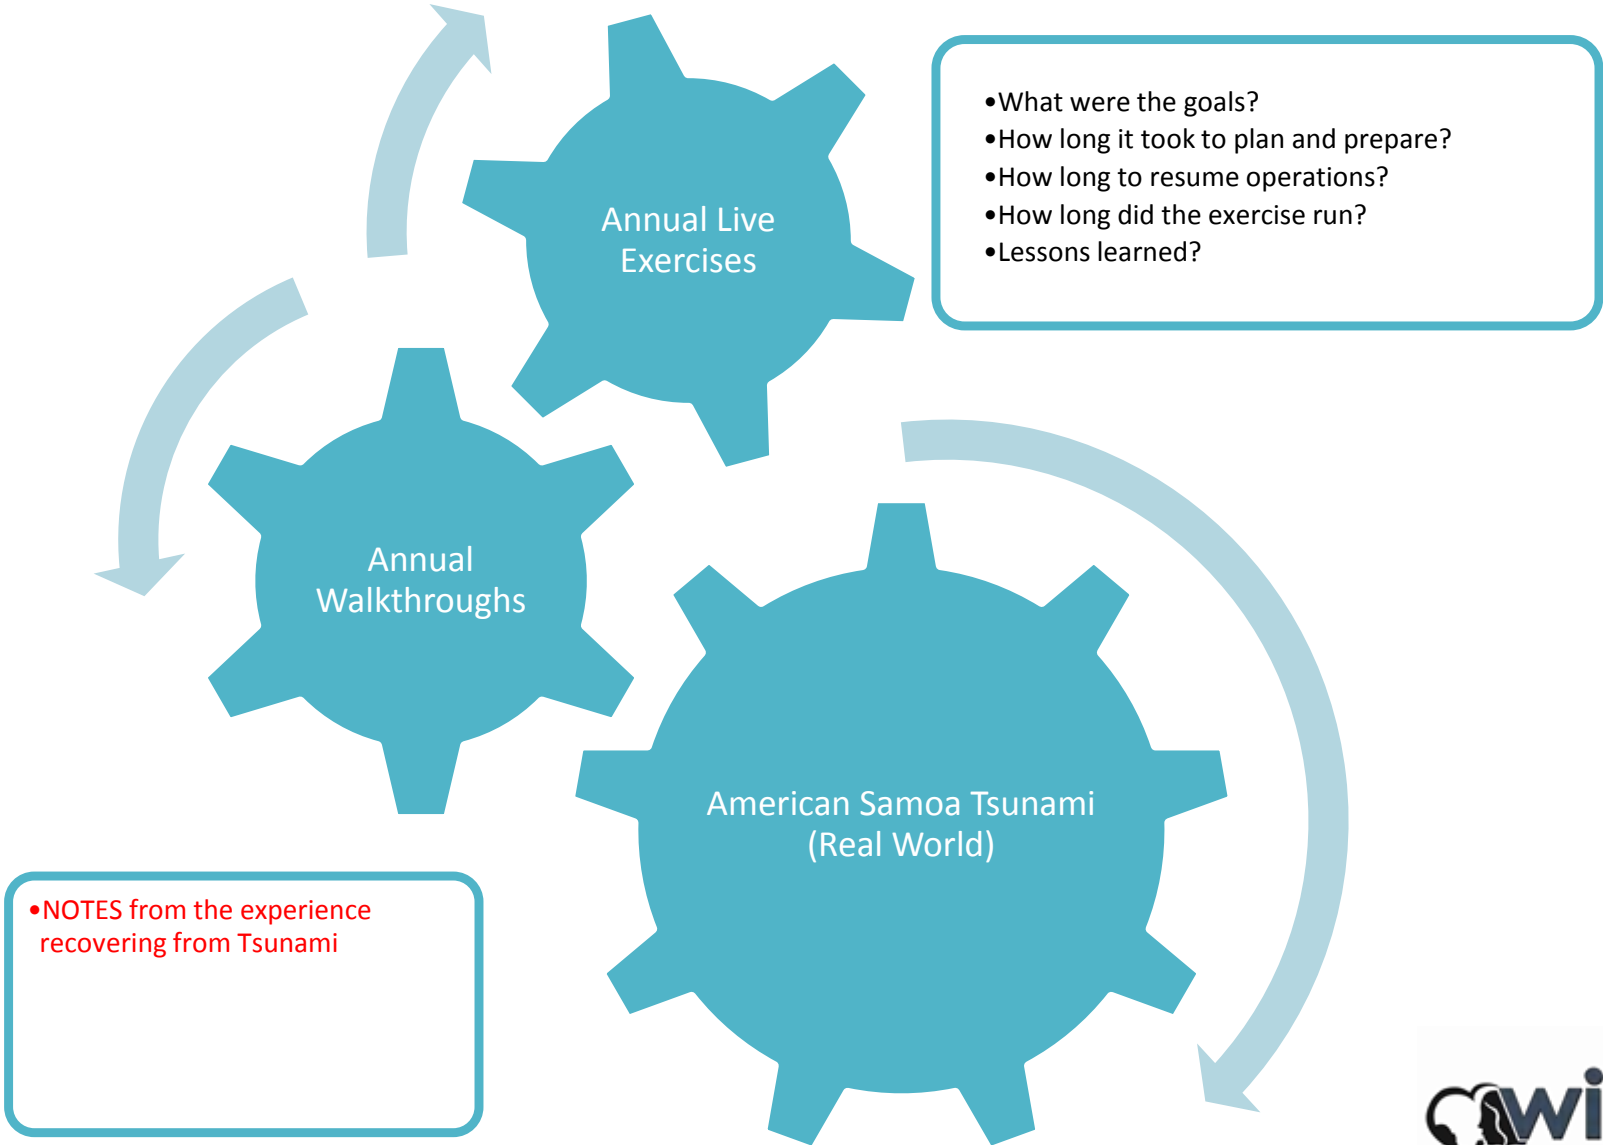 •What were the goals?
•How long it took to plan and prepare?
•How long to resume operations?
•How long did the exercise run?
•Lessons learned?
Annual Live
Exercises
Annual
Walkthroughs
American Samoa Tsunami
(Real World)
•NOTES from the experience
recovering from Tsunami